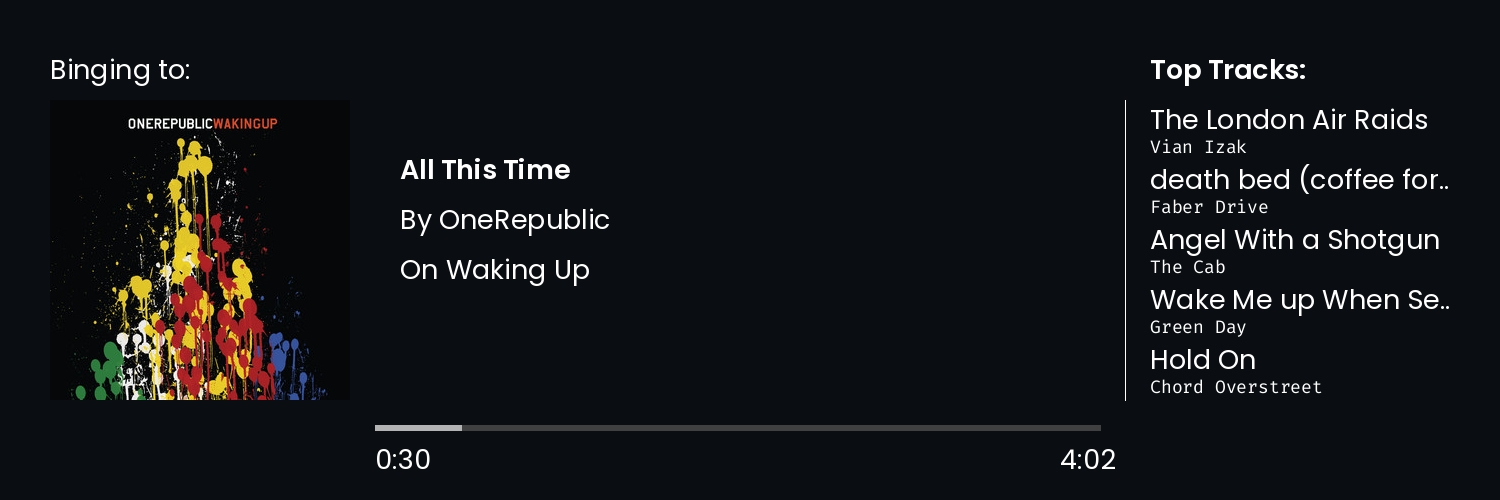 Binging to:
ONEREPUBLICWAKINGUP
All This Time
By OneRepublic
On Waking Up
0:30
4:02
Top Tracks:
The London Air Raids
Vian Izak
death bed (coffee for..
Faber Drive
Angel With a Shotgun
The Cab
Wake Me up When Se..
Green Day
Hold On
Chord Overstreet